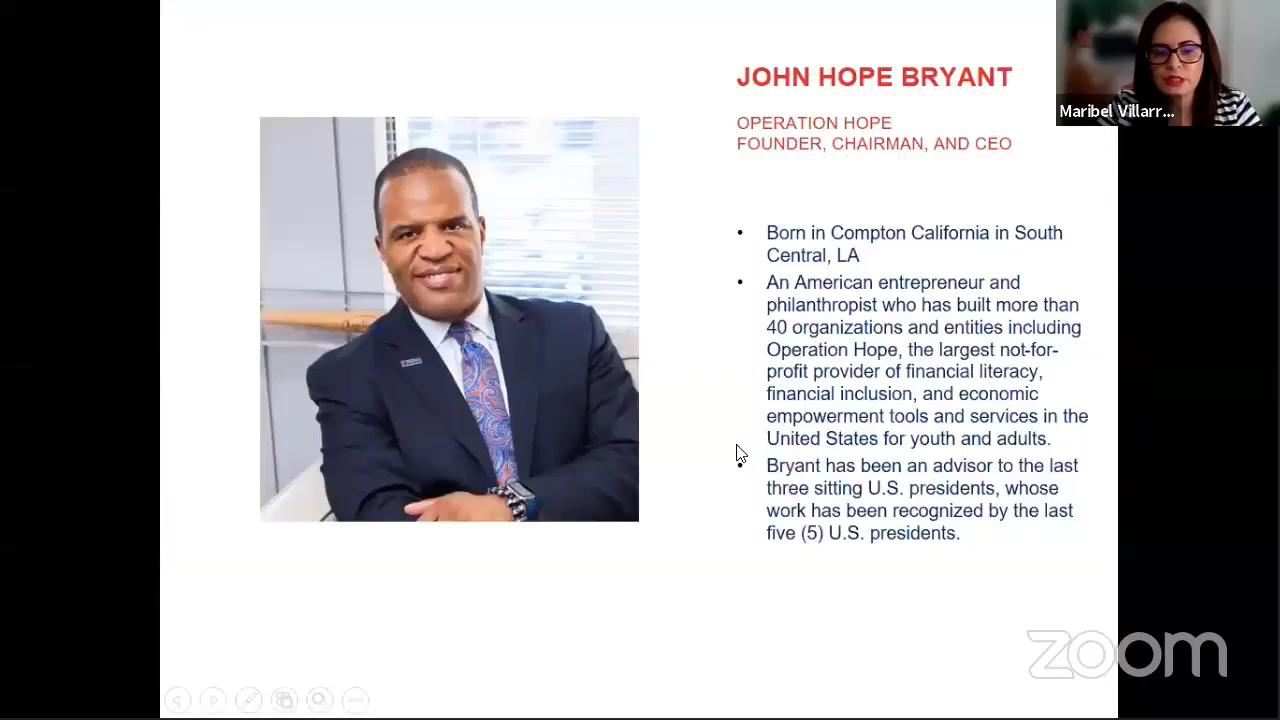 JOHN HOPE BRYANT
OPERATION HOPE
FOUNDER, CHAIRMAN, AND CEO
• Born in Compton California in South
Central, LA
• An American entrepreneur and
philanthropist who has built more than
40 organizations and entities including
Operation Hope, the largest not-for-
profit provider of financial literacy,
financial inclusion, and economic
empowerment tools and services in the
United States for youth and adults.
• Bryant has been an advisor to the last
three sitting U.S. presidents, whose
work has been recognized by the last
five (5) U.S. presidents.
Maribel Villarr...
zoom